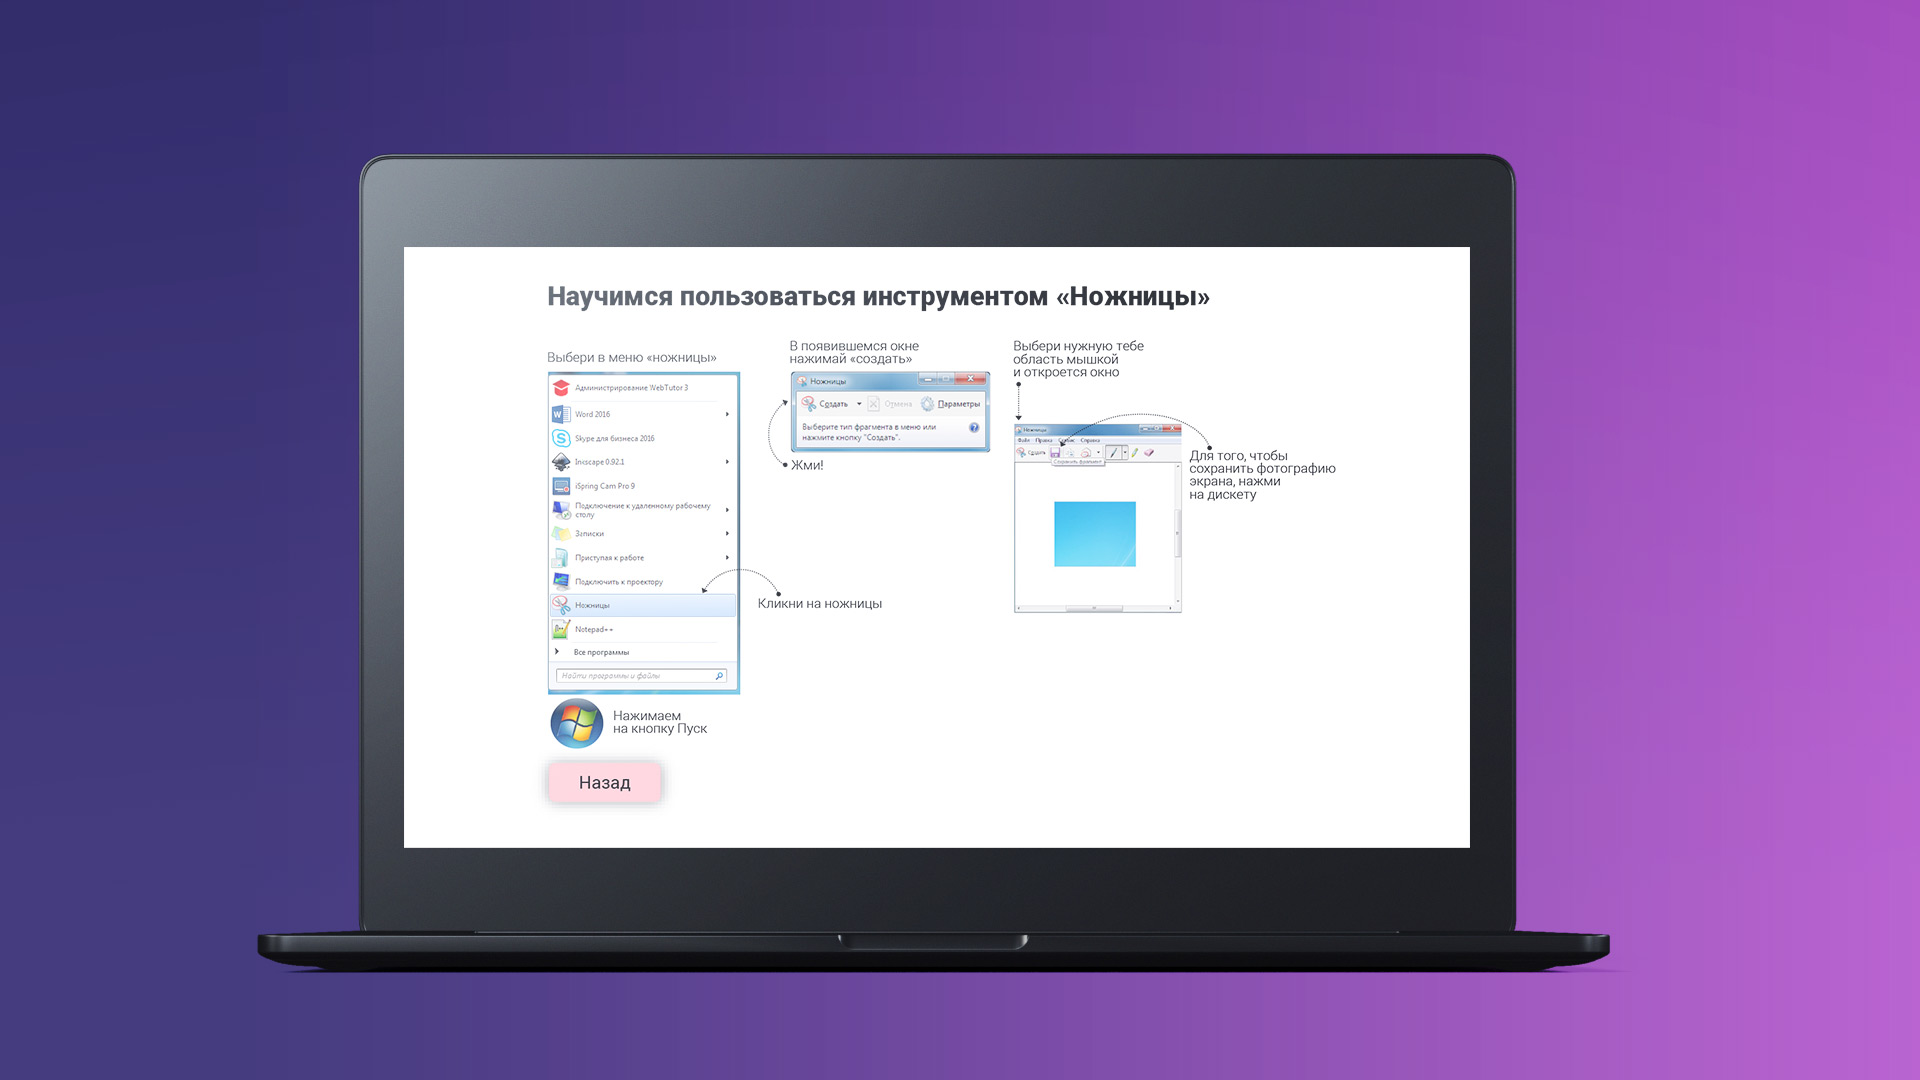 Научимся пользоваться инструментом «Ножницы»
Выбери в меню «ножницы»
Администрирование WebTutor 3
Word 2016
Skype для бизнеса 2016
Inkscape 0.92.1
iSpring Cam Pro 9
Подключение к удаленному рабочему
столу
Записки
Приступая к работе
Подключить к проектору
Ножницы
Notepad++
Все программы
Найти программы и файлы
Кликни на ножницы
Нажимаем
на кнопку Пуск
Назад
В появившемся окне
нажимай «создать»
Ножницы
Создать Отмена Параметры
Выберите тип фрагмента в меню или
нажмите кнопку "Создать".
Жми!
Выбери нужную тебе
область мышкой
и откроется окно
Ножницы
Файл Правка Сервис Справка
Создать
Сохранить фрагмент
Для того, чтобы
сохранить фотографию
экрана, нажми
на дискету